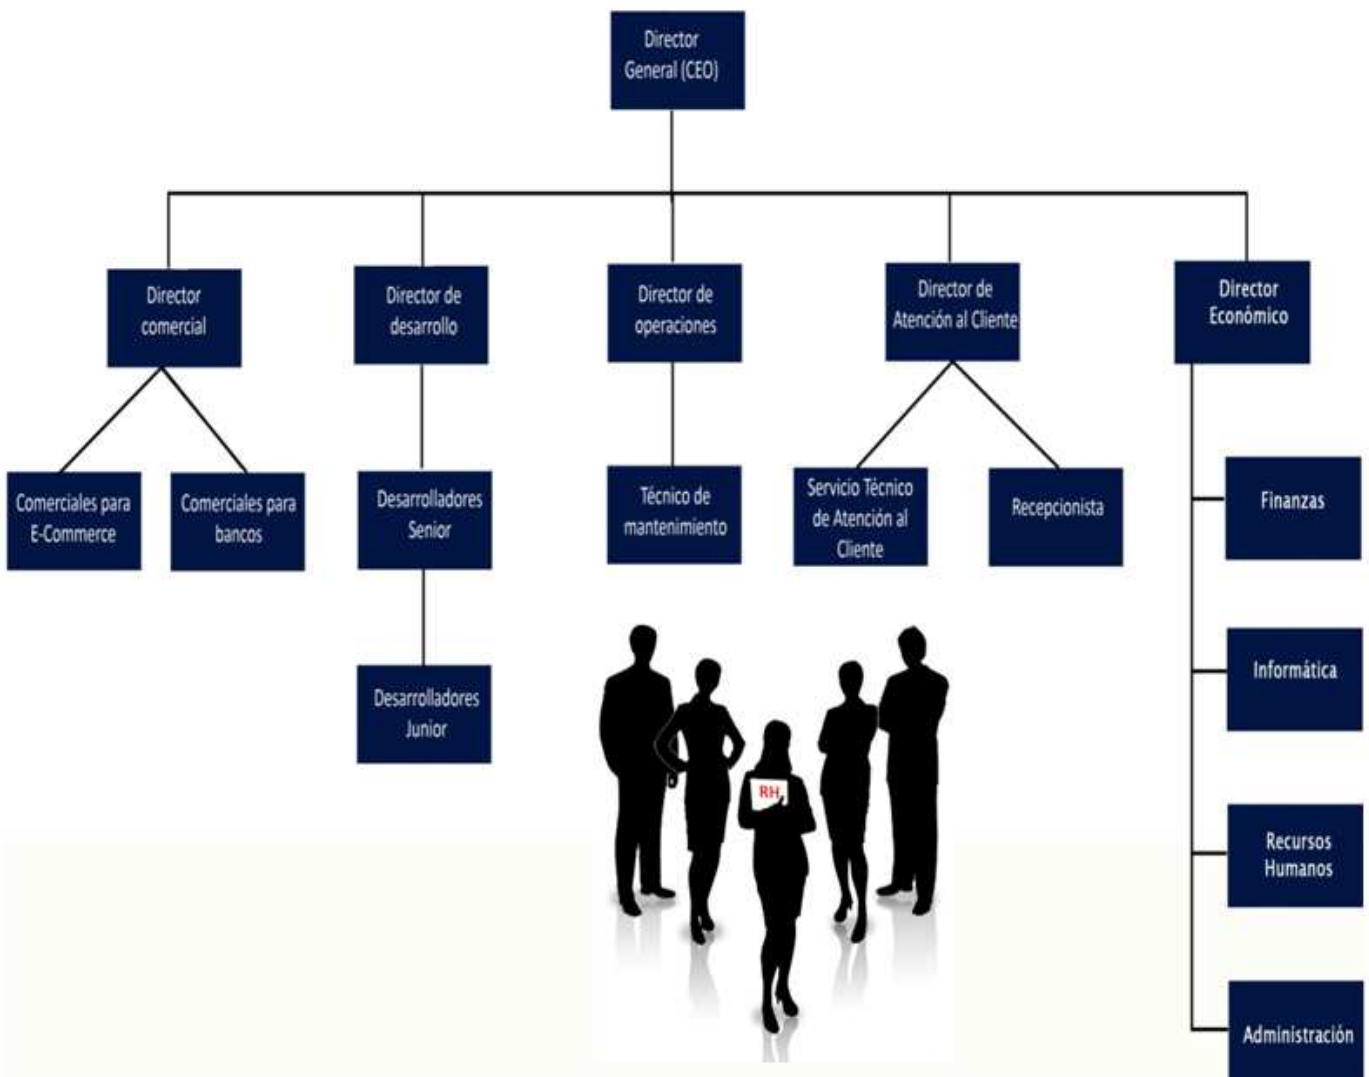 Director
General (CEO)
Director
comercial
Director de
desarrollo
Director de
operaciones
Director de
Atención al Cliente
Director
Económico
Comerciales para
E-Commerce
Comerciales para
bancos
Desarrolladores
Senior
Técnico de
mantenimiento
Servicio Técnico
de Atención al
Cliente
Recepcionista
Finanzas
Desarrolladores
Junior
Informática
RH
Recursos
Humanos
Administración